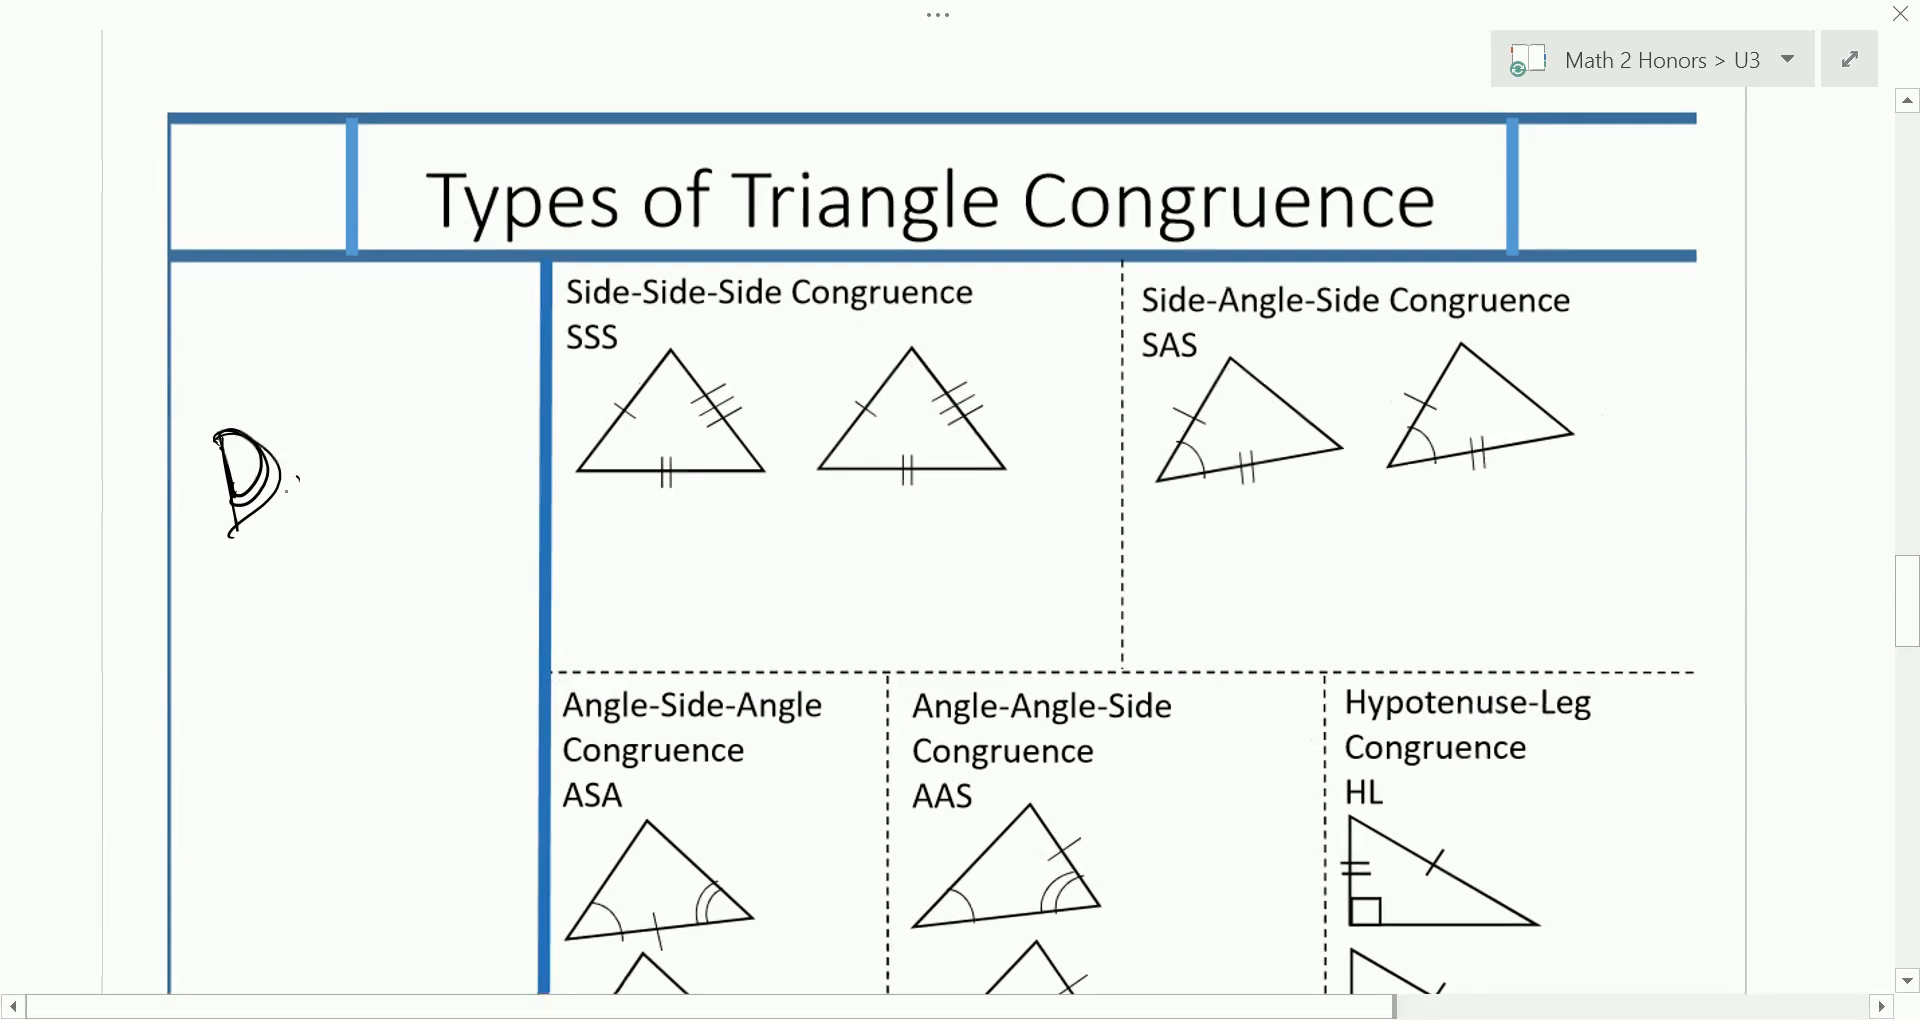 Math 2 Honors > U3
Types of Triangle Congruence
Side-Side-Side Congruence
SSS
Side-Angle-Side Congruence
SAS
Angle-Side-Angle
Congruence
ASA
Angle-Angle-Side
Congruence
AAS
Hypotenuse-Leg
Congruence
HL